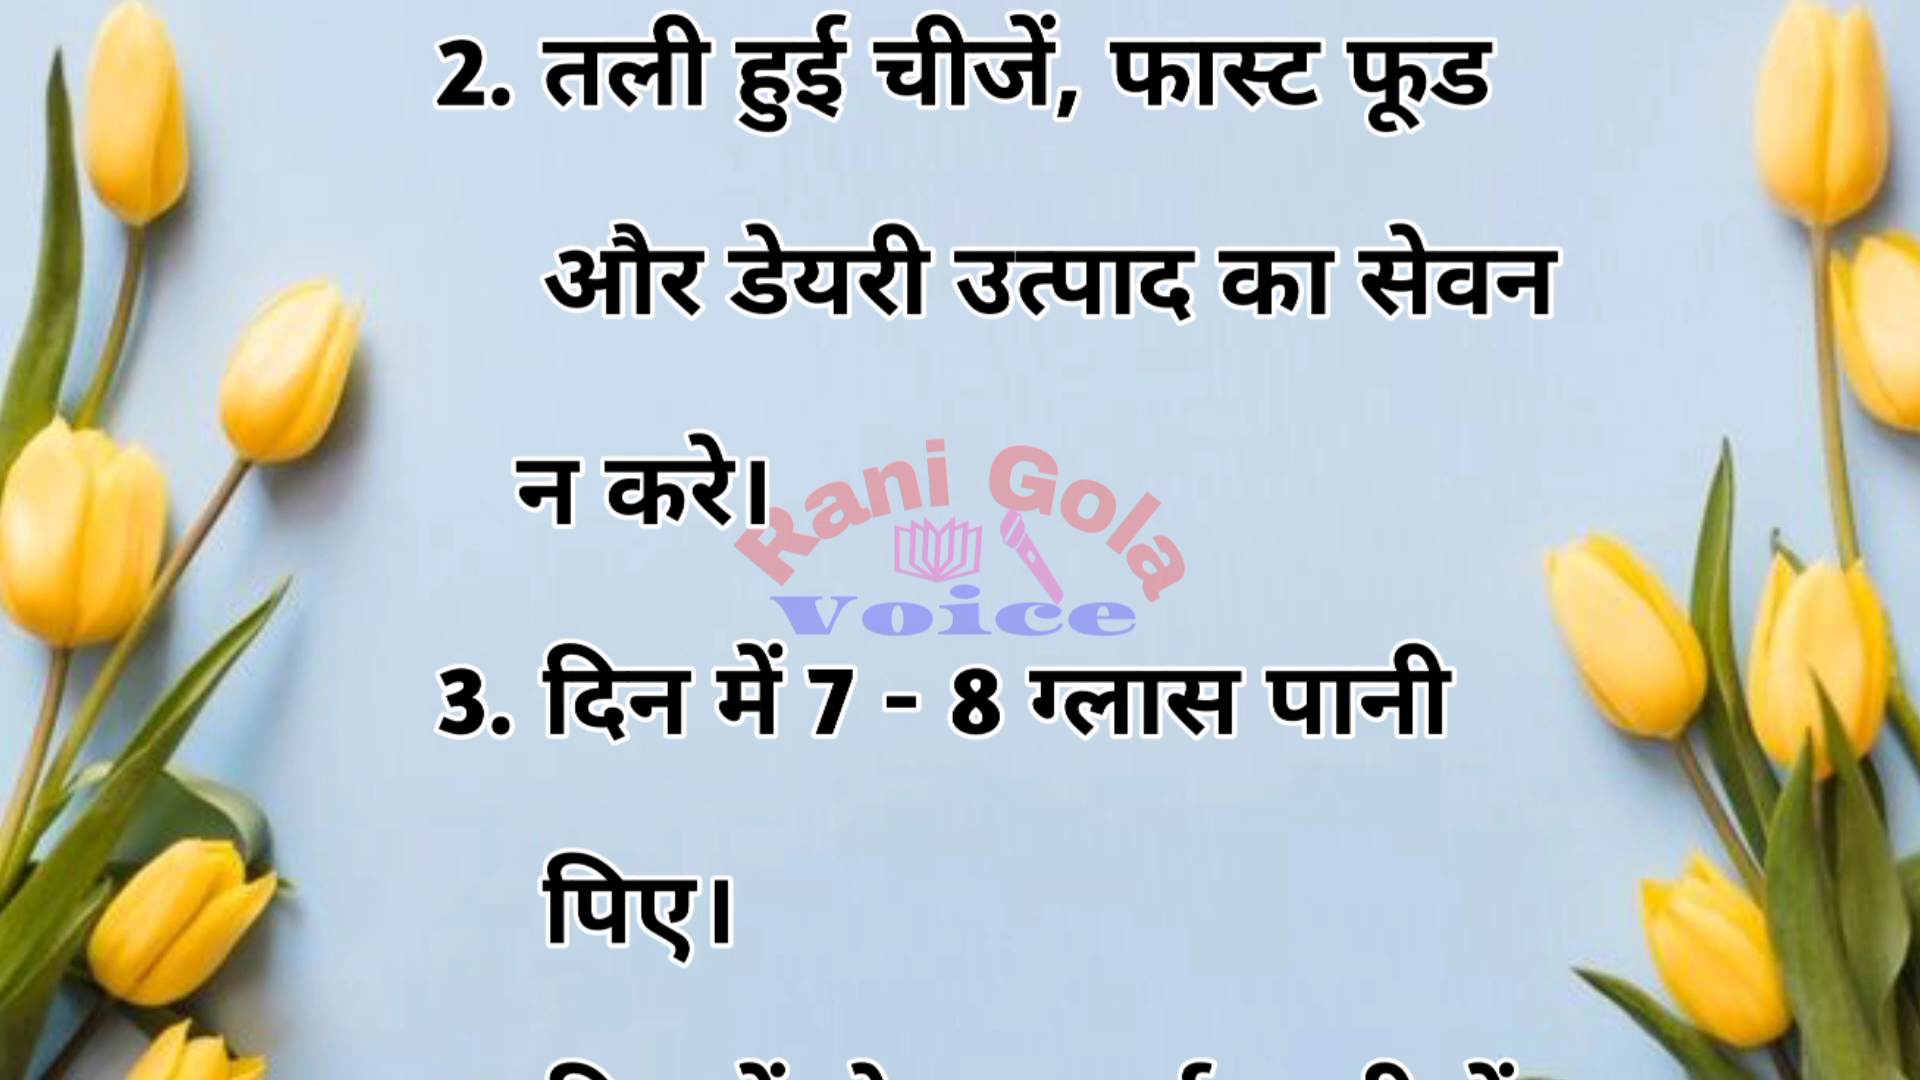 2. तली हुई चीजें, फास्ट फूड
और डेयरी उत्पाद का सेवन
न करे।
Rani Gola
Voice
3. दिन में 7 - 8 ग्लास पानी
पिए।